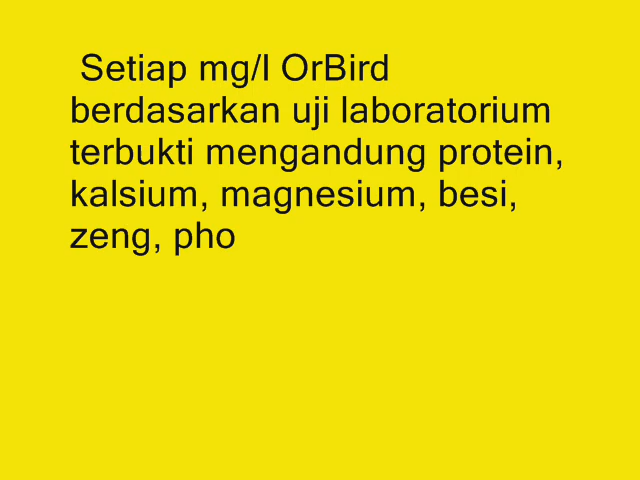 Setiap mg/l OrBird
berdasarkan uji laboratorium
terbukti mengandung protein,
kalsium, magnesium, besi,
zeng, pho